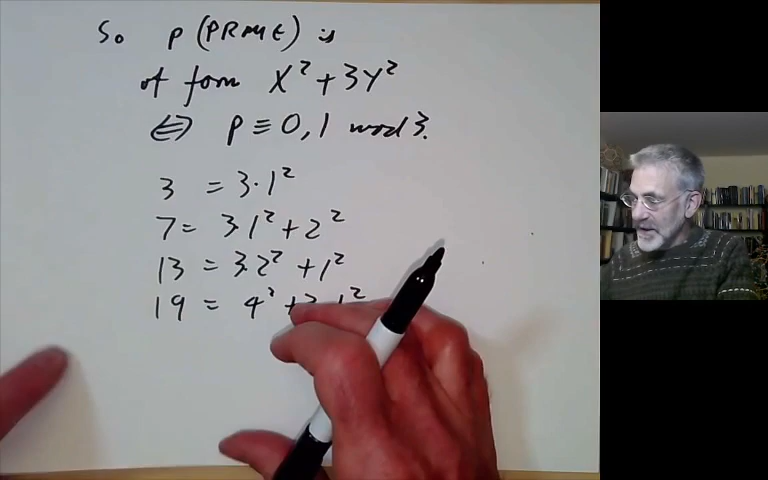 So p (PRIME) is
of form X² + 3Y²
⇔ p ≡ 0, 1 mod 3.
3 = 3·1²
7 = 3·1² + 2²
13 = 3·2² + 1²
19 = 4² + 3·1²